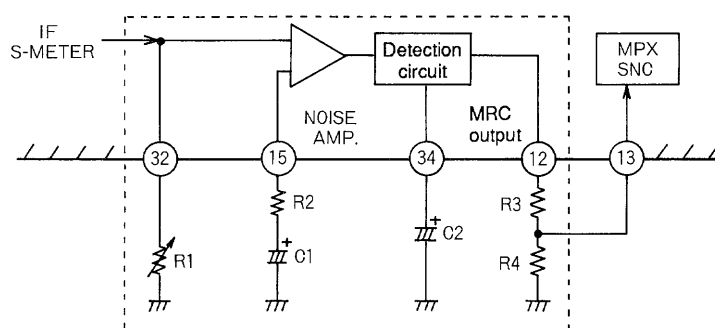 IF
S-METER
Detection
circuit
MPX
SNC
NOISE
AMP.
MRC
output
32
15
34
12
13
R2
R3
+
C1
+
C2
R1
R4